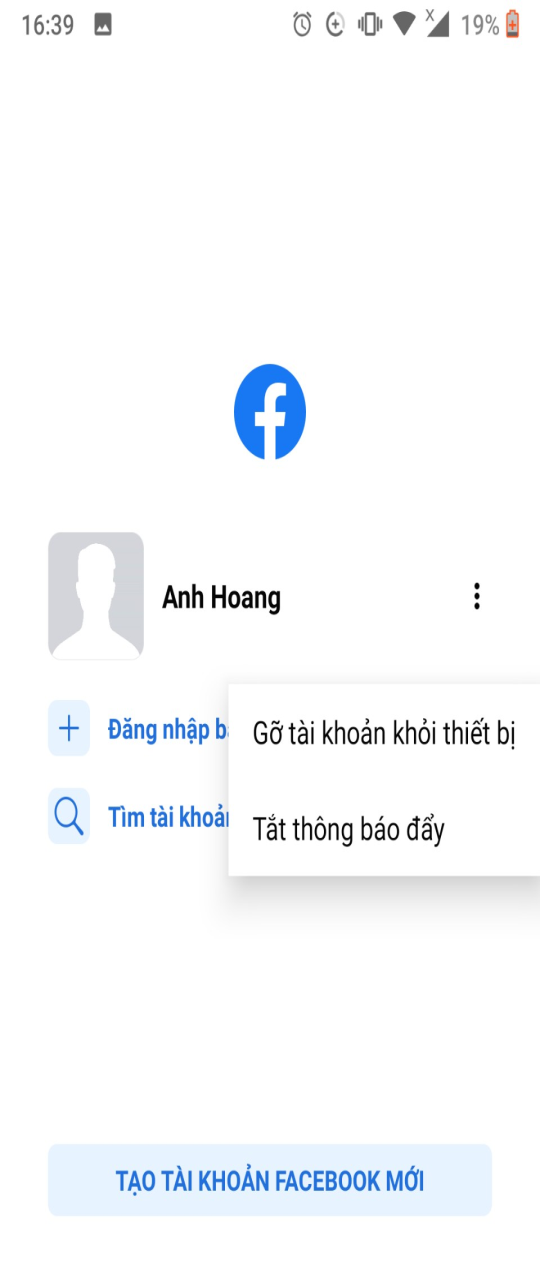 16:39
X 19%
Anh Hoang
Đăng nhập b
Gỡ tài khoản khỏi thiết bị
Tìm tài khoản
Tắt thông báo đẩy
TẠO TÀI KHOẢN FACEBOOK MỚI